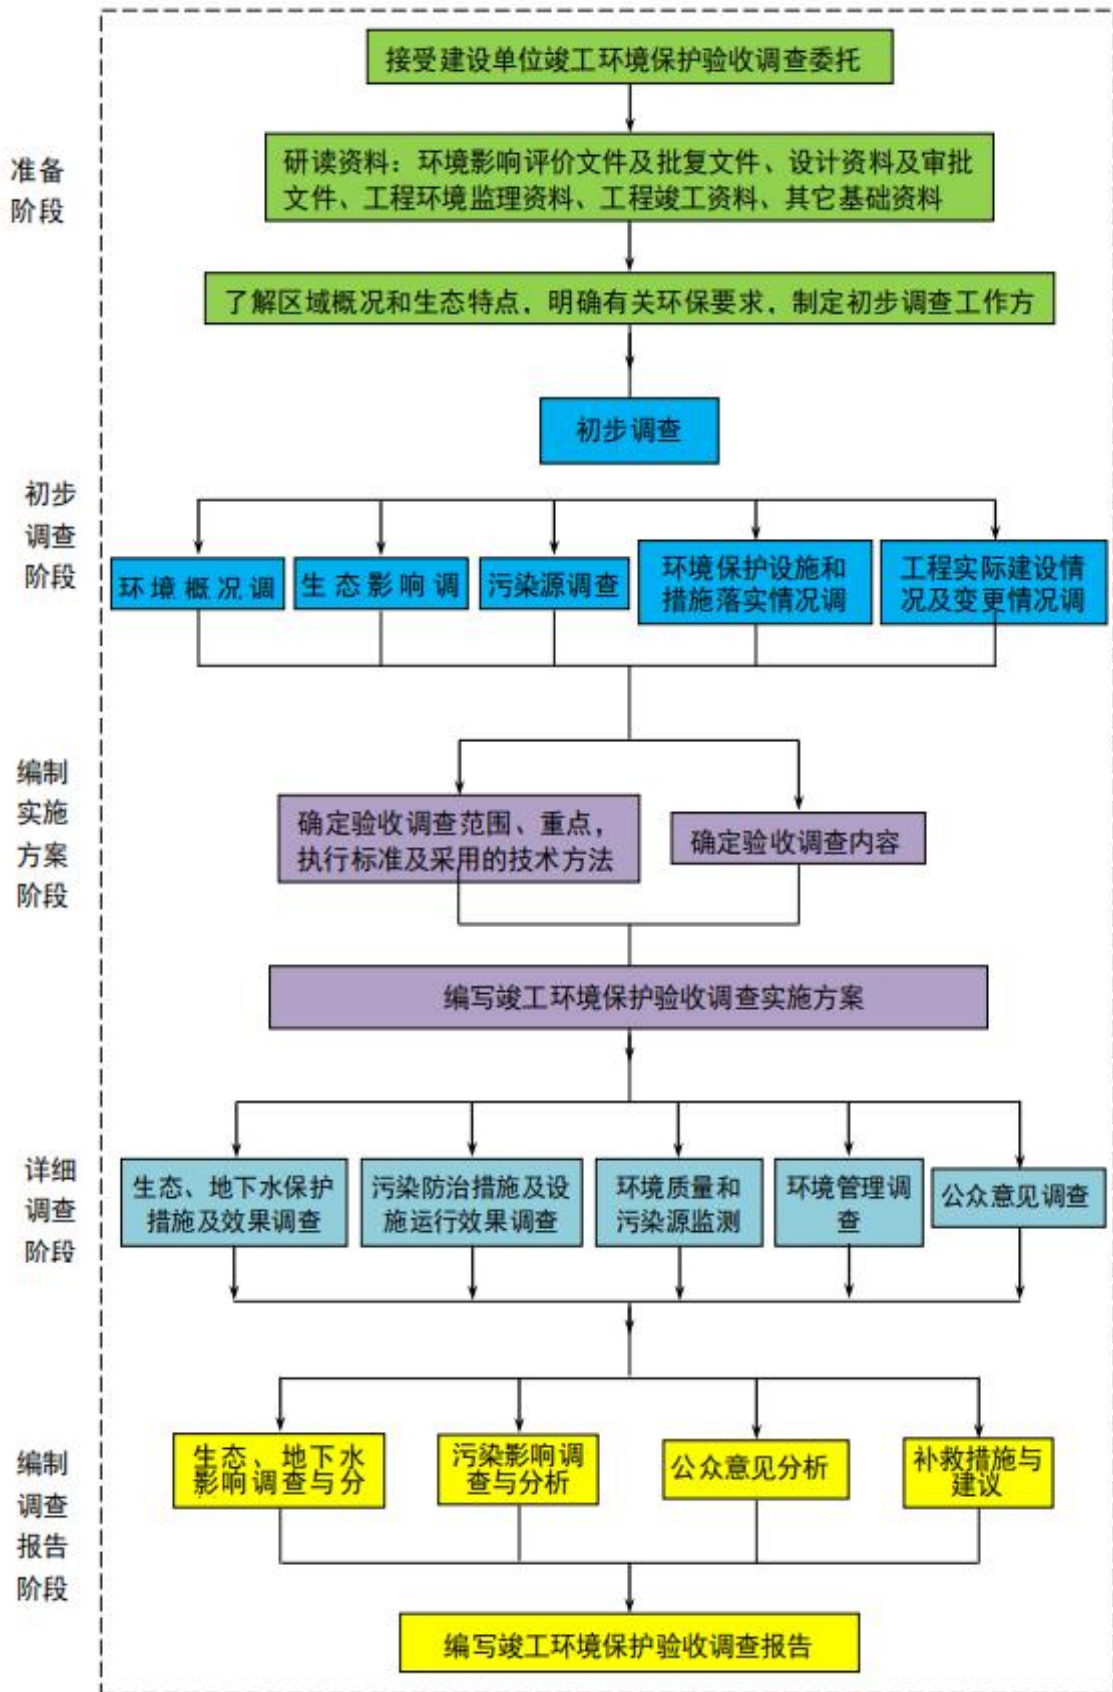 接受建设单位竣工环境保护验收调查委托
准备
阶段
研读资料：环境影响评价文件及批复文件、设计资料及审批
文件、工程环境监理资料、工程竣工资料、其它基础资料
了解区域概况和生态特点，明确有关环保要求，制定初步调查工作方
初步调查
初步
调查
阶段
环境概况调
生态影响调
污染源调查
环境保护设施和
措施落实情况调
工程实际建设情
况及变更情况调
编制
实施
方案
阶段
确定验收调查范围、重点，
执行标准及采用的技术方法
确定验收调查内容
编写竣工环境保护验收调查实施方案
详细
调查
阶段
生态、地下水保护
措施及效果调查
污染防治措施及设
施运行效果调查
环境质量和
污染源监测
环境管理调
查
公众意见调查
编制
调查
报告
阶段
生态、地下水
影响调查与分
污染影响调
查与分析
公众意见分析
补救措施与
建议
编写竣工环境保护验收调查报告